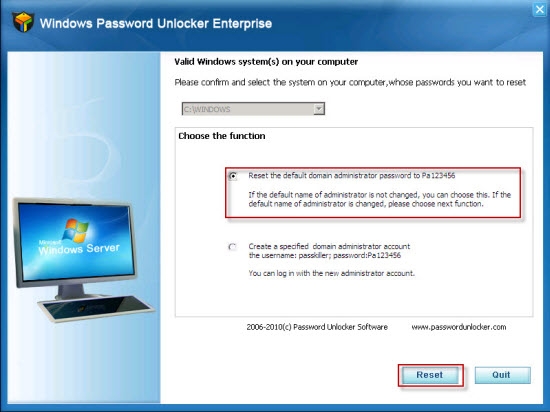 Windows Password Unlocker Enterprise
Valid Windows system(s) on your computer
Please confirm and select the system on your computer,whose passwords you want to reset
C:\WINDOWS
Choose the function
Reset the default domain administrator password to Pa123456
If the default name of administrator is not changed, you can choose this. If the
default name of administrator is changed, please choose next function.
Microsoft
Windows Server
Create a specified domain administrator account
the username: passkiller; password:Pa123456
You can log in with the new administrator account.
2006-2010(c) Password Unlocker Software www.passwordunlocker.com
Reset Quit